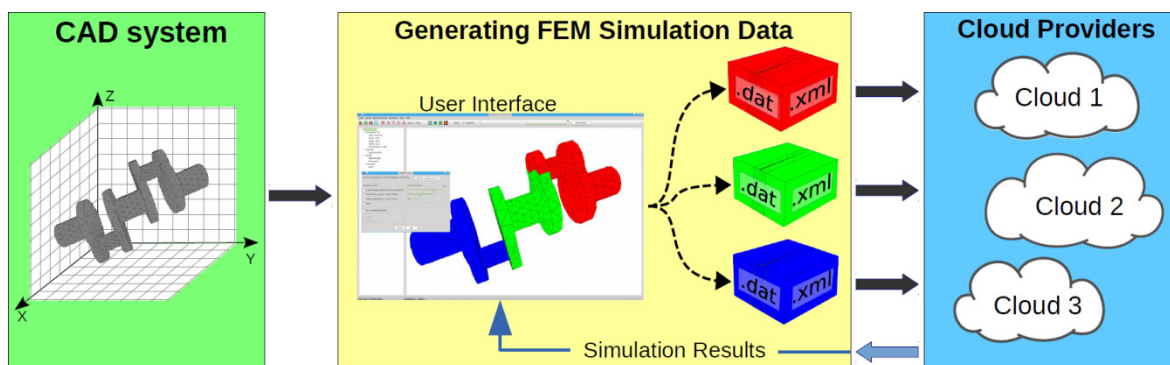 CAD system
Z
Y
X
Generating FEM Simulation Data
User Interface
.dat .xml
.dat .xml
.dat .xml
Simulation Results
Cloud Providers
Cloud 1
Cloud 2
Cloud 3